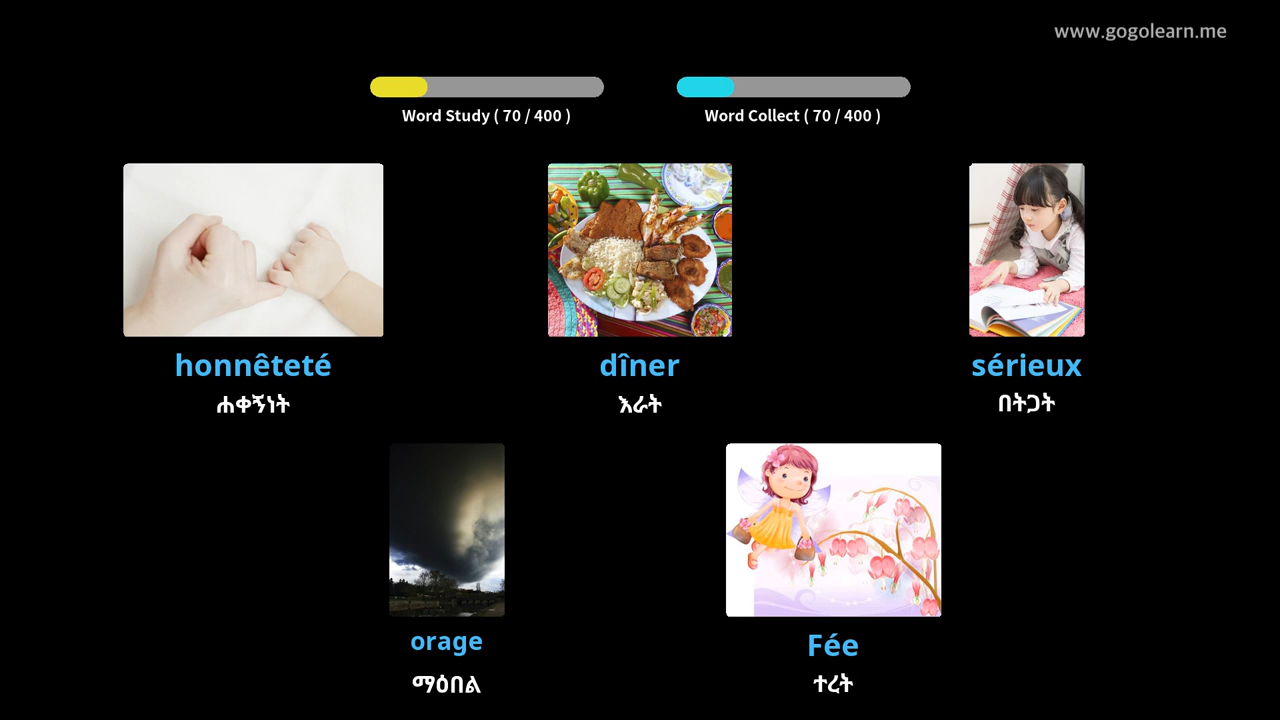 www.gogolearn.me
Word Study ( 70 / 400 )
Word Collect ( 70 / 400 )
honnêteté
ሐቀኝነት
dîner
እራት
sérieux
በትጋት
orage
ማዕበል
Fée
ተረት